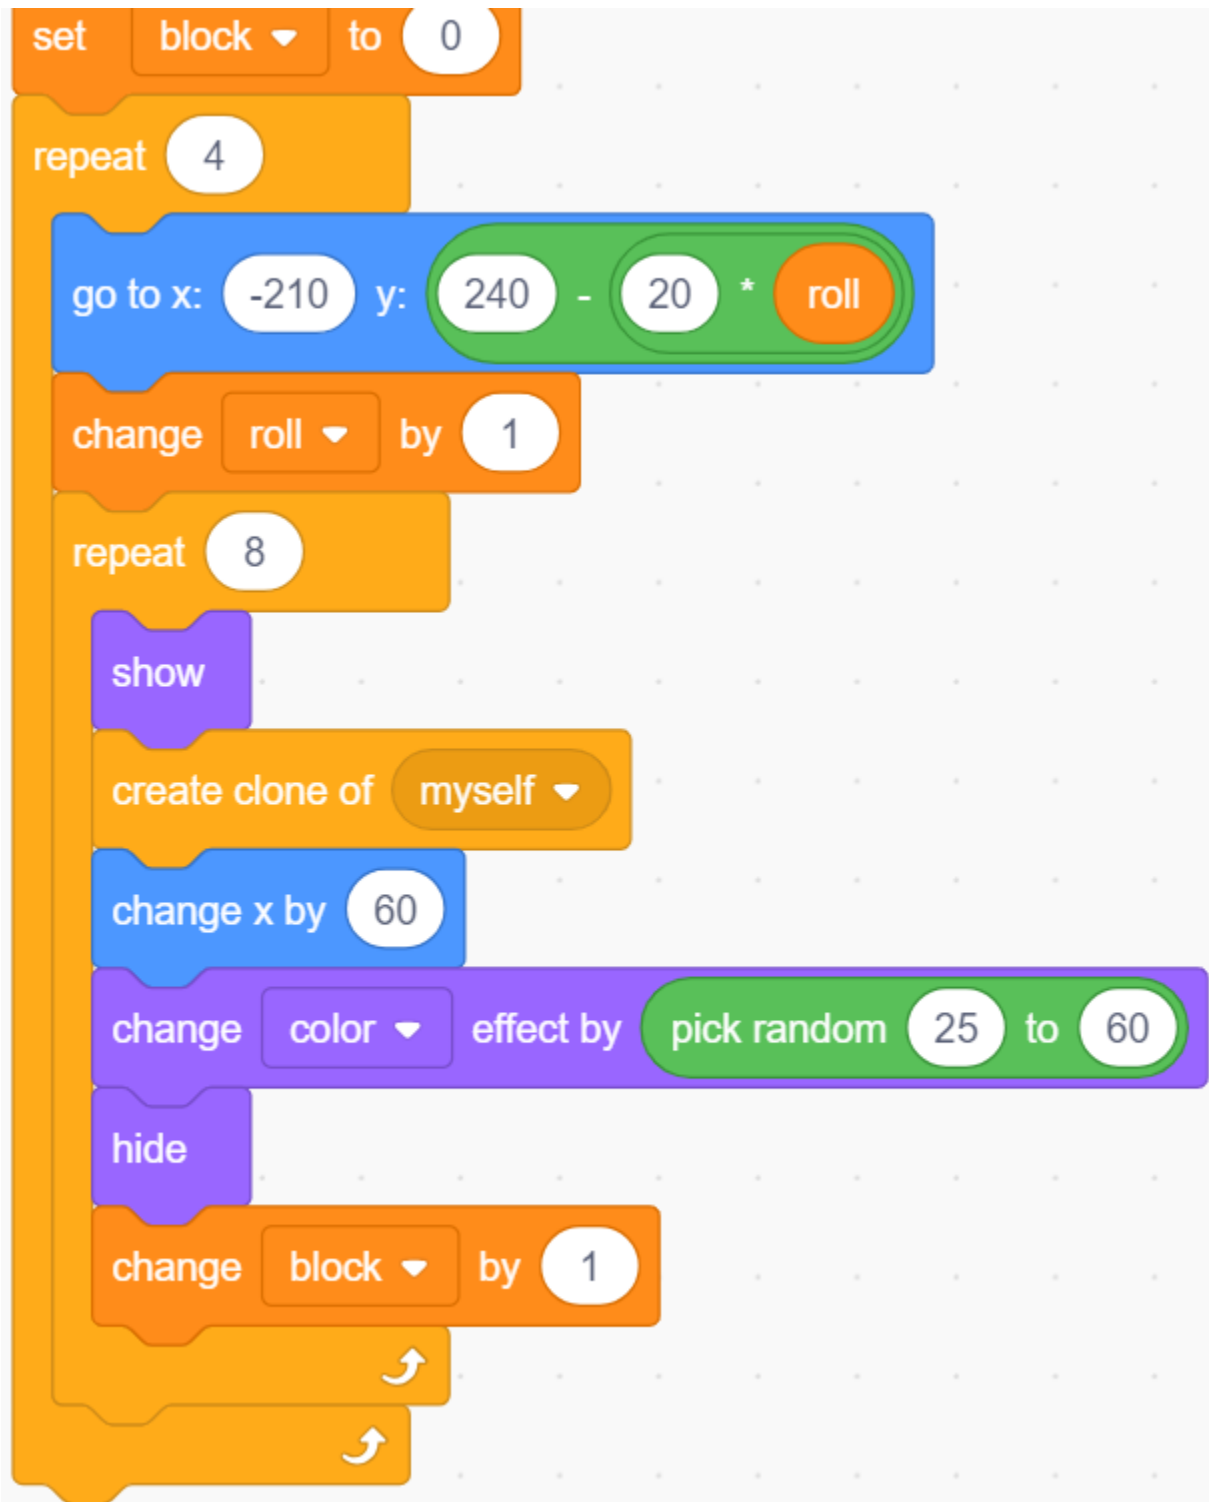 set block to 0
repeat 4
go to x: -210 y: 240 - 20 * roll
change roll by 1
repeat 8
show
create clone of myself
change x by 60
change color effect by pick random 25 to 60
hide
change block by 1